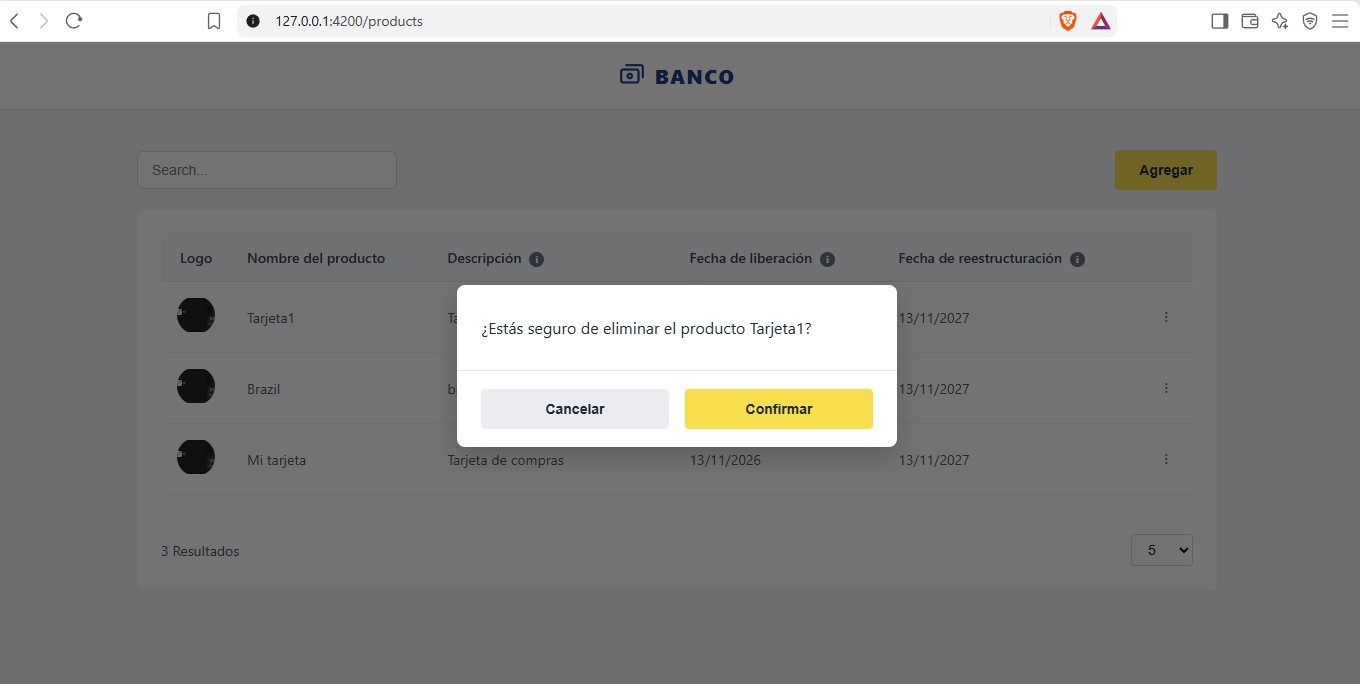 127.0.0.1:4200/products
BANCO
Search...
Agregar
Logo Nombre del producto Descripción Fecha de liberación Fecha de reestructuración
Tarjeta1 13/11/2027
¿Estás seguro de eliminar el producto Tarjeta1?
Brazil 13/11/2027
Cancelar Confirmar
Mi tarjeta Tarjeta de compras 13/11/2026 13/11/2027
3 Resultados 5